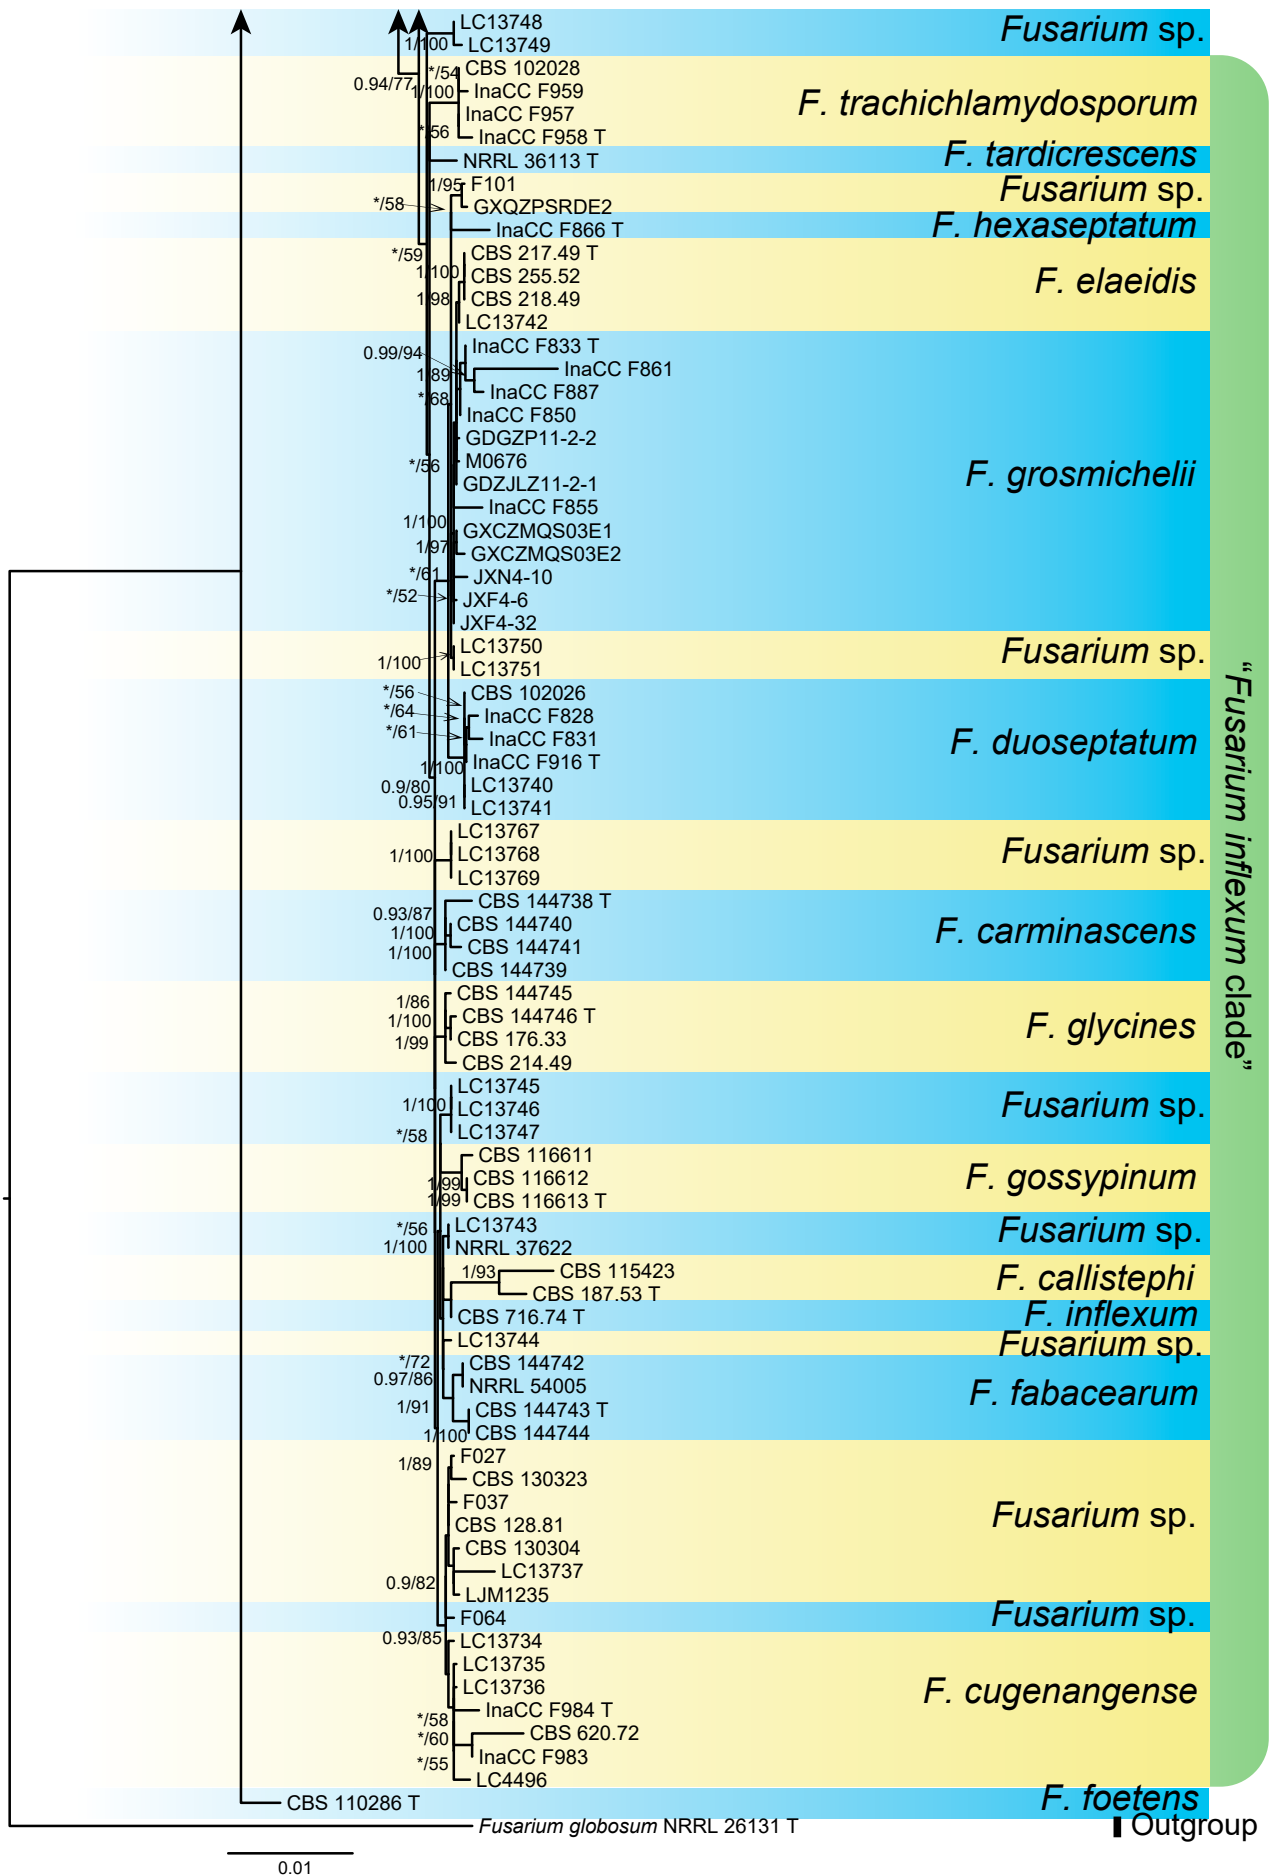 LC13748
1/100 LC13749
Fusarium sp.
0.94/77
*/54 CBS 102028
1/100 InaCC F959
InaCC F957
*/56 InaCC F958 T
F. trachichlamydosporum
NRRL 36113 T
F. tardicrescens
1/95 F101
*/58 GXQZPSRDE2
Fusarium sp.
InaCC F866 T
F. hexaseptatum
*/59 CBS 217.49 T
1/100 CBS 255.52
1/98 CBS 218.49
LC13742
F. elaeidis
InaCC F833 T
0.99/94
1/89 InaCC F861
InaCC F887
*/68 InaCC F850
GDGZP11-2-2
*/56 M0676
GDZJLZ11-2-1
InaCC F855
1/100 GXCZMQS03E1
1/97 GXCZMQS03E2
*/61 JXN4-10
*/52 JXF4-6
JXF4-32
F. grosmichelii
LC13750
1/100 LC13751
Fusarium sp.
*/56 CBS 102026
*/64 InaCC F828
*/61 InaCC F831
1/100 InaCC F916 T
0.9/80 LC13740
0.95/91 LC13741
F. duoseptatum
LC13767
1/100 LC13768
LC13769
Fusarium sp.
CBS 144738 T
0.93/87 CBS 144740
1/100 CBS 144741
1/100 CBS 144739
F. carminascens
CBS 144745
1/86 CBS 144746 T
1/100 CBS 176.33
1/99 CBS 214.49
F. glycines
LC13745
1/100 LC13746
*/58 LC13747
Fusarium sp.
CBS 116611
1/99 CBS 116612
1/99 CBS 116613 T
F. gossypinum
*/56 LC13743
1/100 NRRL 37622
Fusarium sp.
1/93 CBS 115423
CBS 187.53 T
F. callistephi
CBS 716.74 T
F. inflexum
LC13744
Fusarium sp.
*/72 CBS 144742
0.97/86 NRRL 54005
1/91 CBS 144743 T
1/100 CBS 144744
F. fabacearum
1/89 F027
CBS 130323
F037
CBS 128.81
CBS 130304
LC13737
0.9/82 LJM1235
Fusarium sp.
F064
Fusarium sp.
0.93/85 LC13734
LC13735
LC13736
InaCC F984 T
*/58 CBS 620.72
*/60 InaCC F983
*/55 LC4496
F. cugenangense
CBS 110286 T
F. foetens
Fusarium globosum NRRL 26131 T
Outgroup
0.01
“Fusarium inflexum clade”